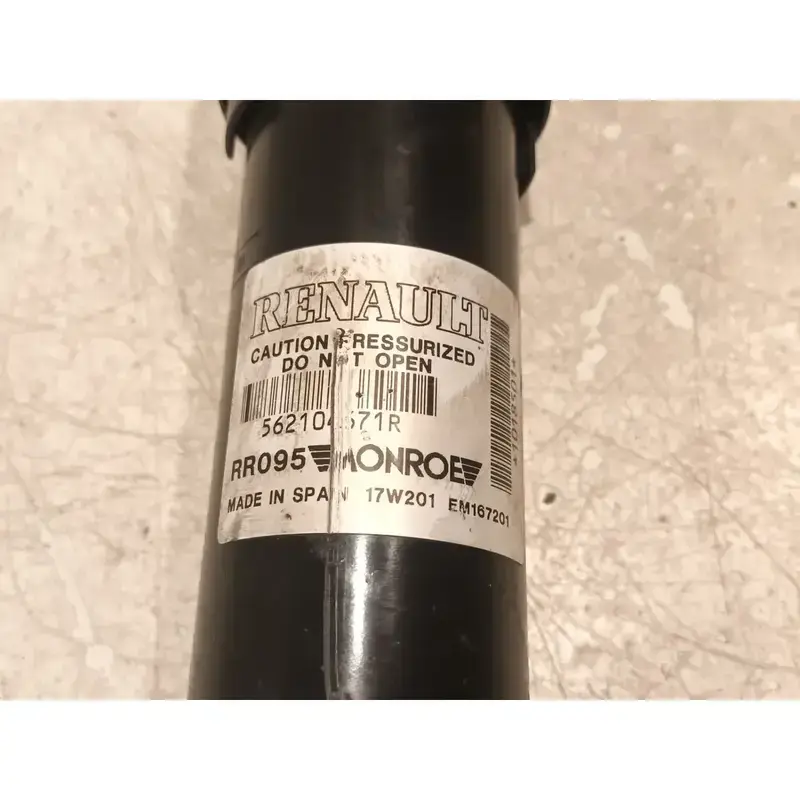 RENAULT
CAUTION PRESSURIZED
DO NOT OPEN
RR095 MONROE
MADE IN SPAIN 17W201 EM167201